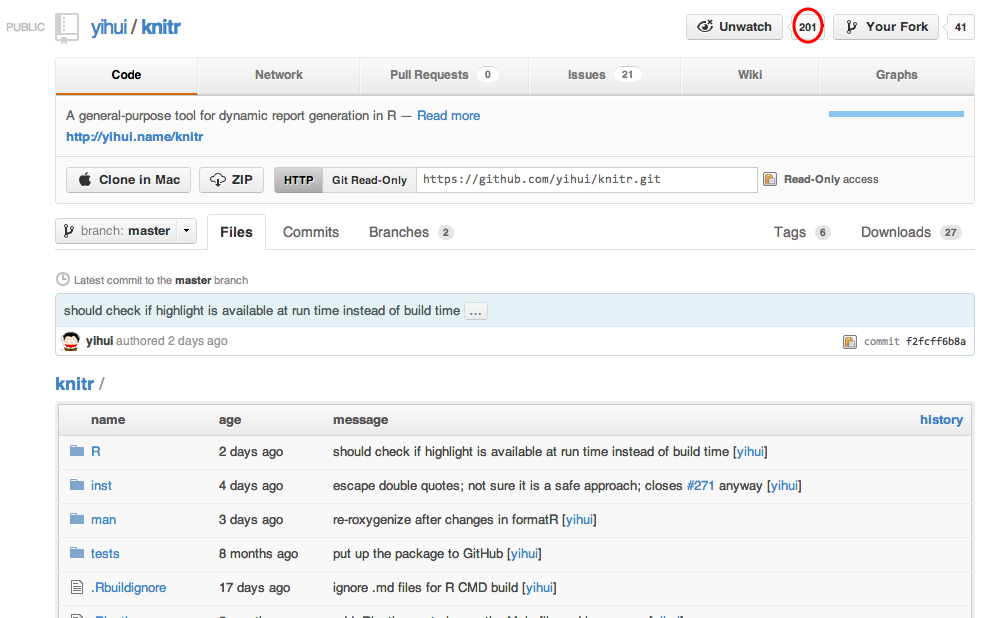 PUBLIC yihui / knitr Unwatch 201 Your Fork 41
Code Network Pull Requests 0 Issues 21 Wiki Graphs
A general-purpose tool for dynamic report generation in R — Read more
http://yihui.name/knitr
Clone in Mac ZIP HTTP Git Read-Only https://github.com/yihui/knitr.git Read-Only access
branch: master Files Commits Branches 2 Tags 6 Downloads 27
Latest commit to the master branch
should check if highlight is available at run time instead of build time ...
yihui authored 2 days ago commit f2fcff6b8a
knitr /
name age message history
R 2 days ago should check if highlight is available at run time instead of build time [yihui]
inst 4 days ago escape double quotes; not sure it is a safe approach; closes #271 anyway [yihui]
man 3 days ago re-roxygenize after changes in formatR [yihui]
tests 8 months ago put up the package to GitHub [yihui]
.Rbuildignore 17 days ago ignore .md files for R CMD build [yihui]